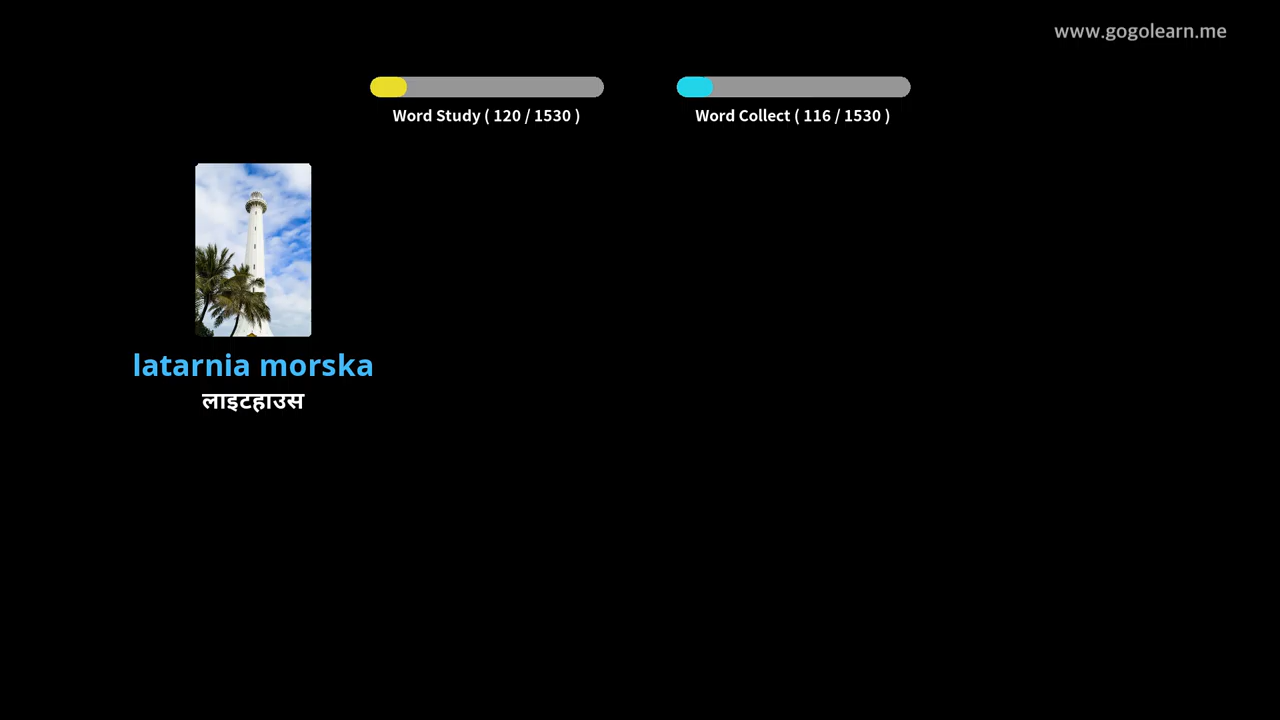 www.gogolearn.me
Word Study ( 120 / 1530 )
Word Collect ( 116 / 1530 )
latarnia morska
लाइटहाउस